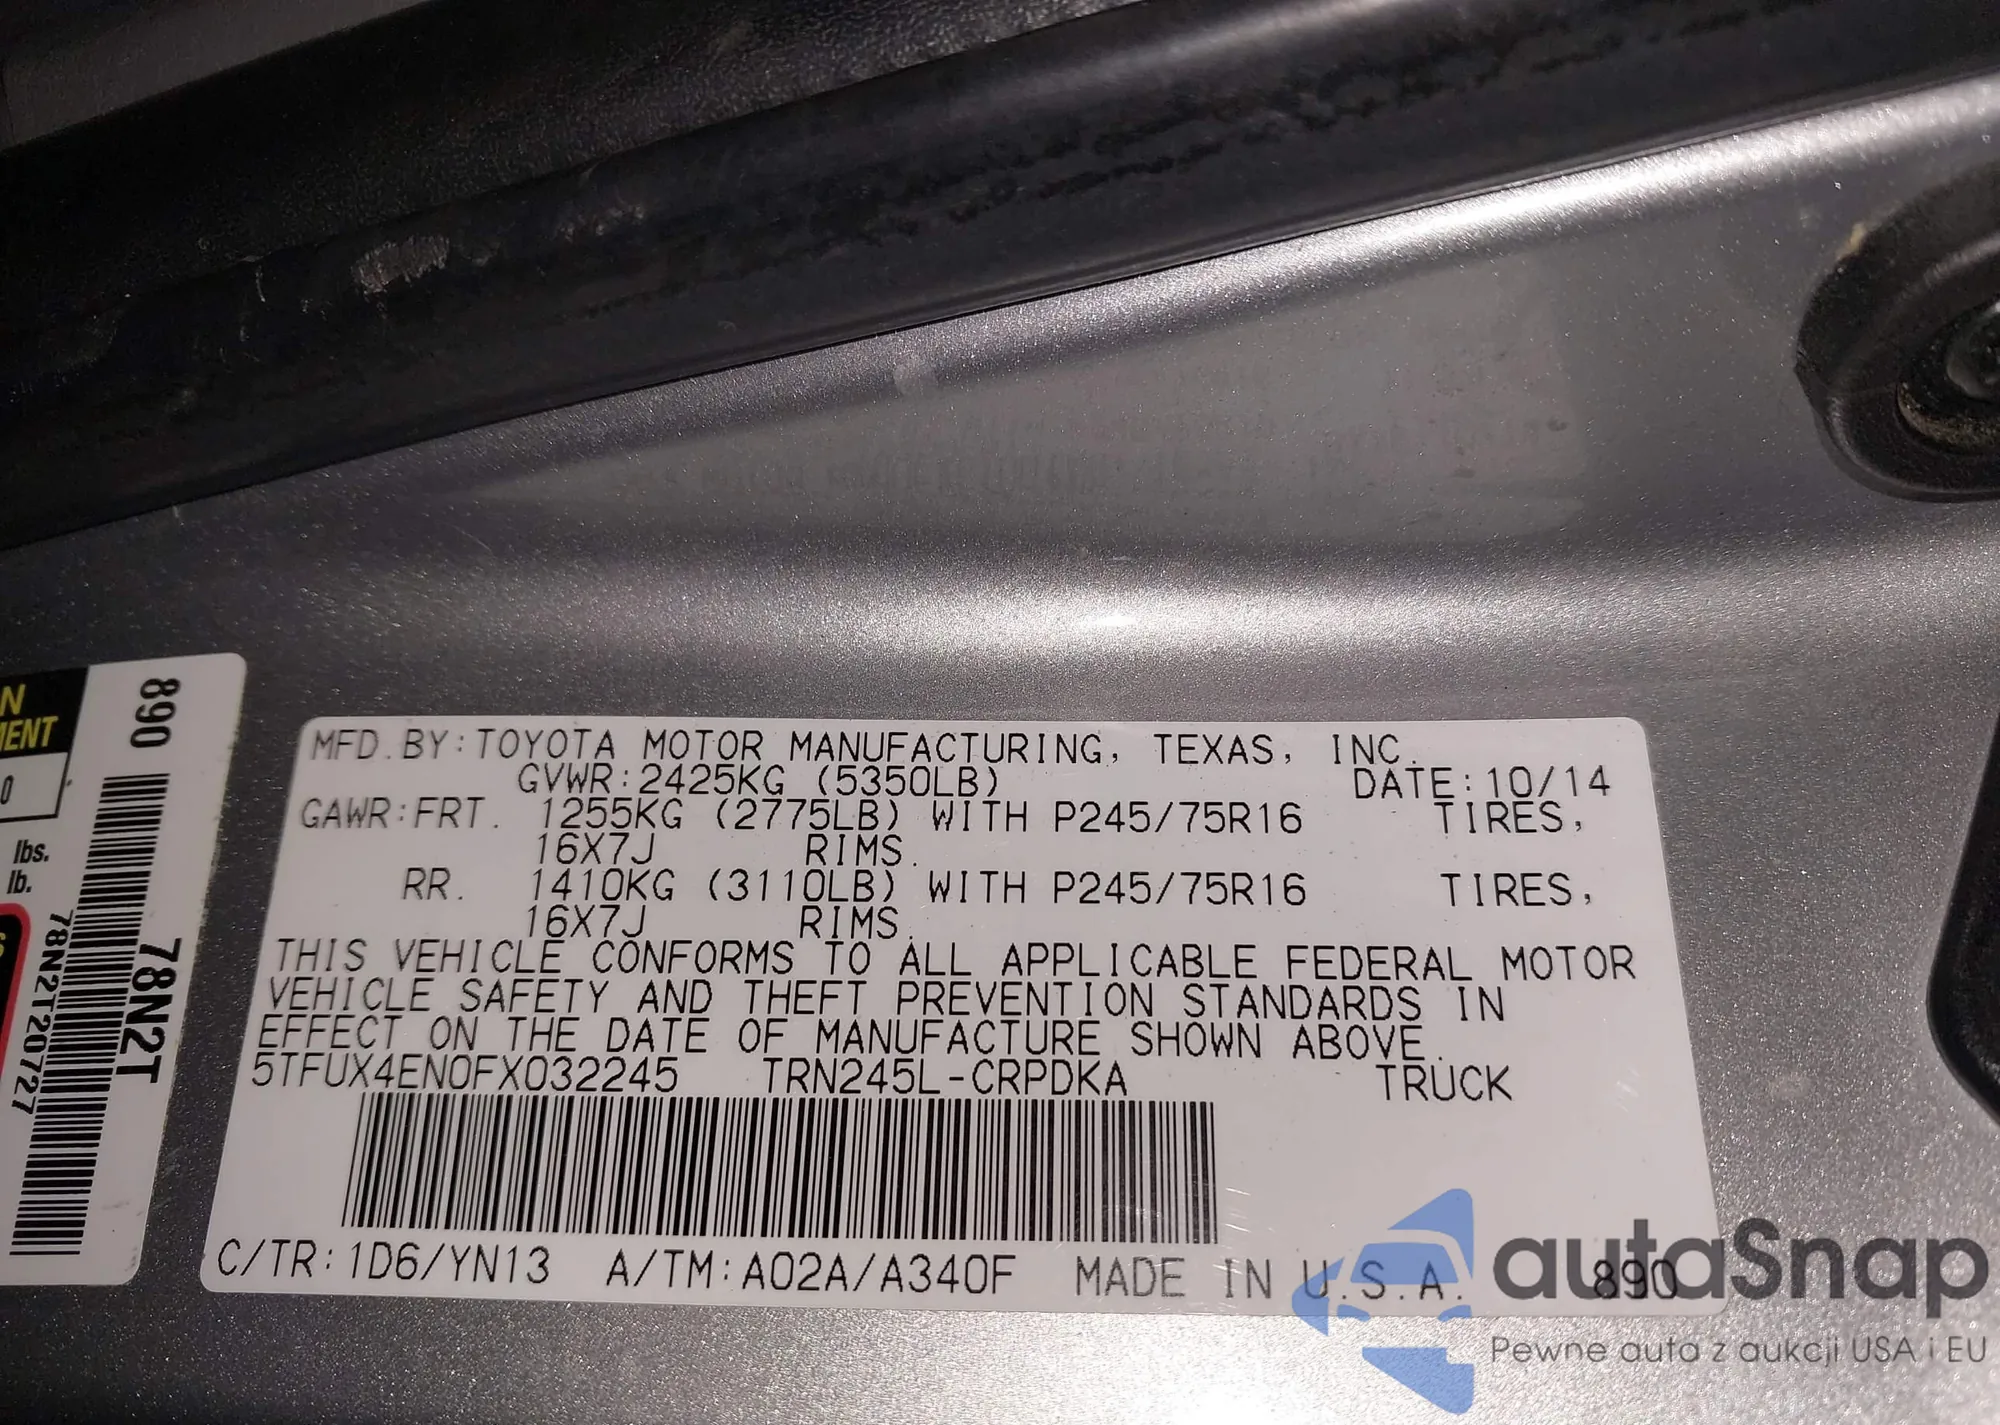 N
MENT
0
lbs.
lb.
890
78N2T
78N2T20727
MFD.BY:TOYOTA MOTOR MANUFACTURING, TEXAS, INC.
GVWR:2425KG (5350LB) DATE:10/14
GAWR:FRT. 1255KG (2775LB) WITH P245/75R16 TIRES,
16X7J RIMS.
RR. 1410KG (3110LB) WITH P245/75R16 TIRES,
16X7J RIMS.
THIS VEHICLE CONFORMS TO ALL APPLICABLE FEDERAL MOTOR
VEHICLE SAFETY AND THEFT PREVENTION STANDARDS IN
EFFECT ON THE DATE OF MANUFACTURE SHOWN ABOVE.
5TFUX4EN0FX032245 TRN245L-CRPDKA TRUCK
C/TR:1D6/YN13 A/TM:A02A/A340F MADE IN U.S.A. 890
autoSnap
Pewne auta z aukcji USA i EU